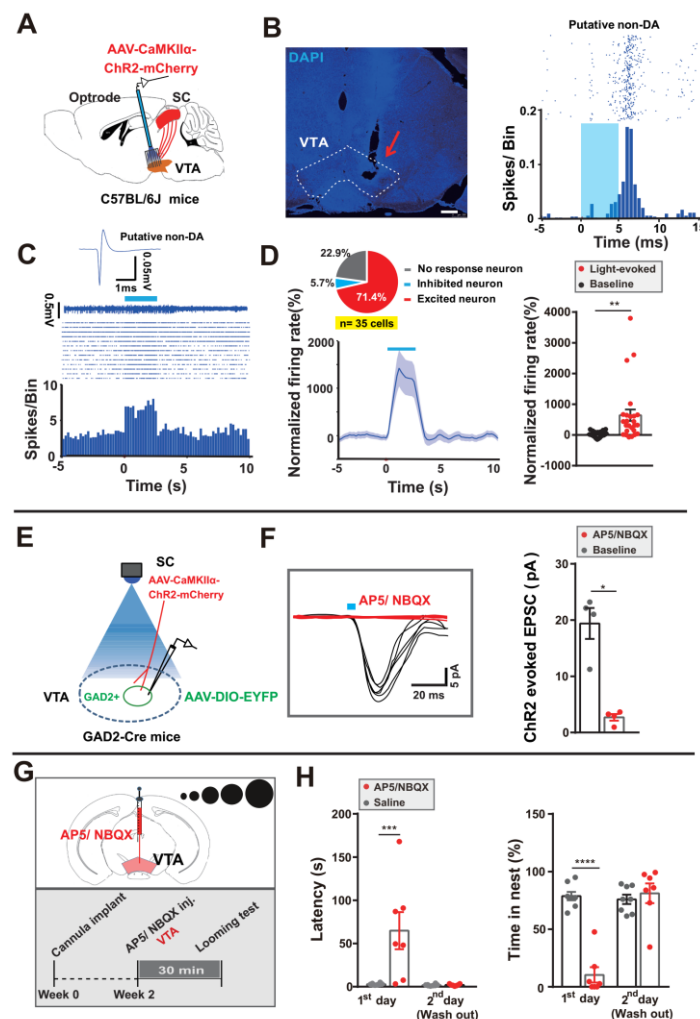 A
AAV-CaMKIIα-
ChR2-mCherry
Optrode
SC
VTA
C57BL/6J mice
B
DAPI
VTA
Putative non-DA
Spikes/ Bin
0.2
0.1
0
-5
0
5
10
15
Time (ms)
C
Putative non-DA
0.05mV
1ms
0.5mV
Spikes/Bin
10
5
0
-5
0
5
10
Time (s)
D
22.9%
5.7%
71.4%
No response neuron
Inhibited neuron
Excited neuron
n= 35 cells
Normalized firing rate(%)
2000
1000
0
-5
0
5
10
Time (s)
Light-evoked
Baseline
**
Normalized firing rate(%)
4000
3000
2000
1000
0
-1000
E
SC
AAV-CaMKIIα-
ChR2-mCherry
VTA
GAD2+
AAV-DIO-EYFP
GAD2-Cre mice
F
AP5/ NBQX
5 pA
20 ms
AP5/NBQX
Baseline
*
ChR2 evoked EPSC (pA)
30
20
10
0
G
AP5/ NBQX
VTA
Cannula implant
AP5/ NBQX inj.
VTA
Looming test
30 min
Week 0
Week 2
H
AP5/NBQX
Saline
***
Latency (s)
200
150
100
50
0
1st day
2nd day
(Wash out)
****
Time in nest (%)
150
100
50
0
1st day
2nd day
(Wash out)